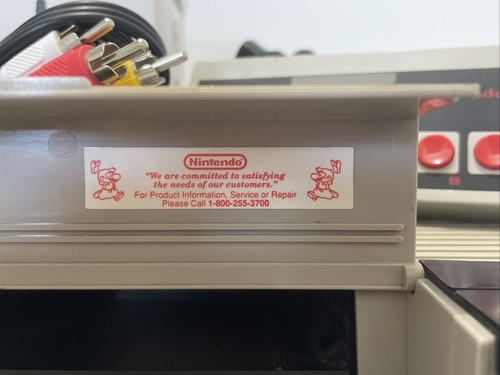 Nintendo
"We are committed to satisfying
the needs of our customers."
For Product Information, Service or Repair
Please Call 1-800-255-3700
B